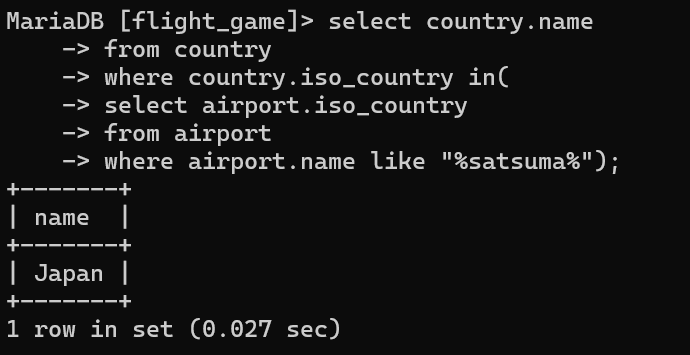 MariaDB [flight_game]> select country.name
    -> from country
    -> where country.iso_country in(
    -> select airport.iso_country
    -> from airport
    -> where airport.name like "%satsuma%");
+-------+
| name  |
+-------+
| Japan |
+-------+
1 row in set (0.027 sec)